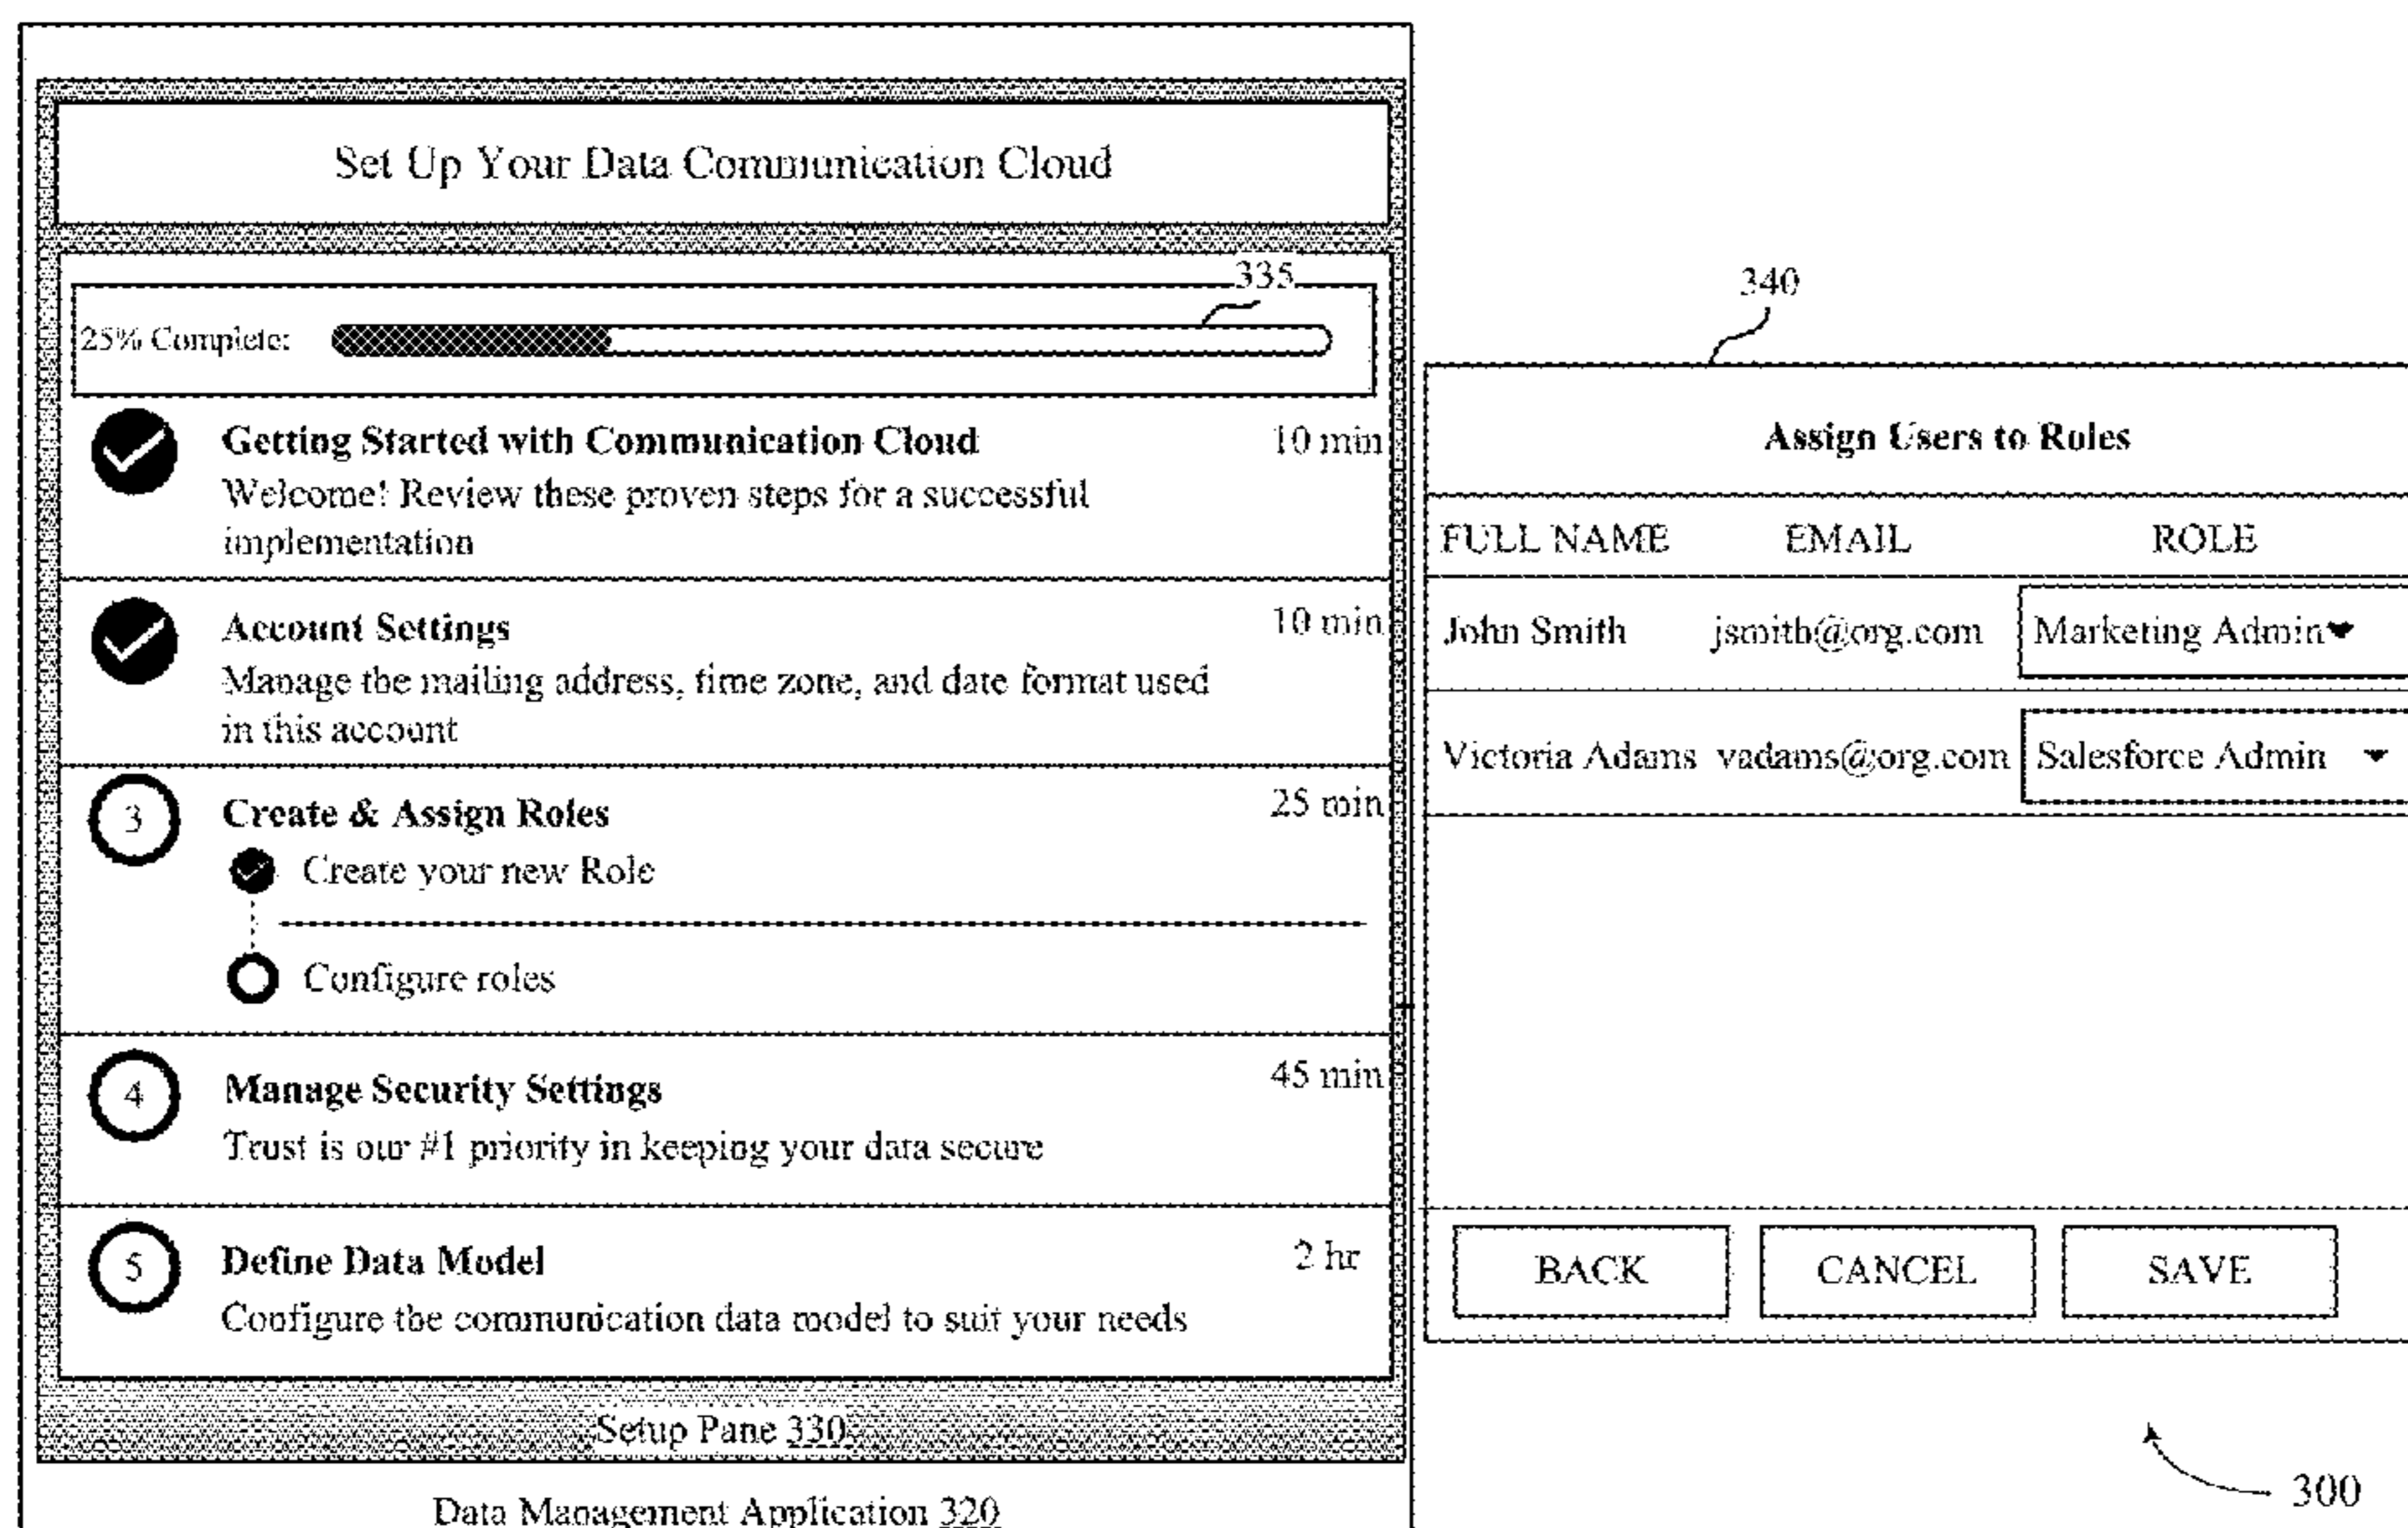 Set Up Your Data Communication Cloud
335
25% Complete:
Getting Started with Communication Cloud
10 min
Welcome! Review these proven steps for a successful
implementation
Account Settings
10 min
Manage the mailing address, time zone, and date format used
in this account
3
Create & Assign Roles
25 min
Create your new Role
Configure roles
4
Manage Security Settings
45 min
Trust is our #1 priority in keeping your data secure
5
Define Data Model
2 hr
Configure the communication data model to suit your needs
Setup Pane 330
Data Management Application 320
340
Assign Users to Roles
FULL NAME EMAIL ROLE
John Smith jsmith@org.com Marketing Admin
Victoria Adams vadams@org.com Salesforce Admin
BACK CANCEL SAVE
300